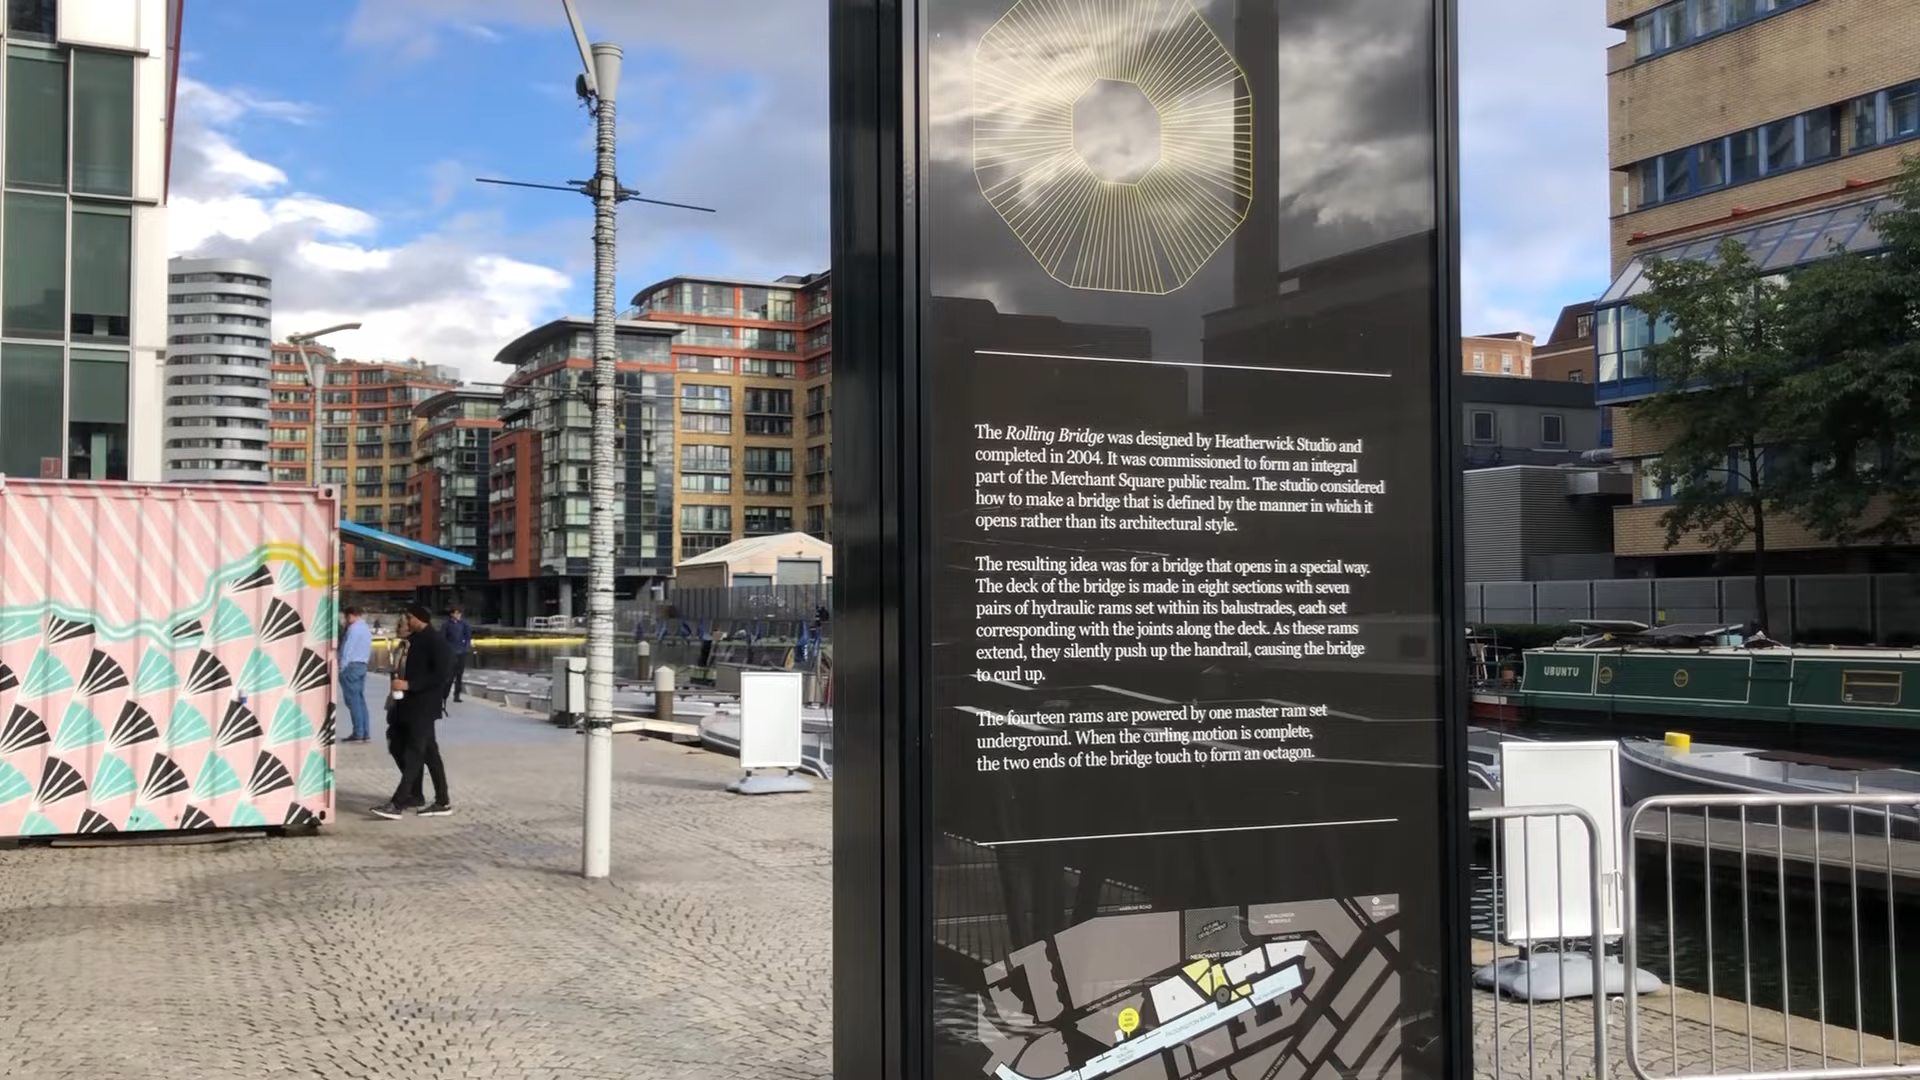 The Rolling Bridge was designed by Heatherwick Studio and
completed in 2004. It was commissioned to form an integral
part of the Merchant Square public realm. The studio considered
how to make a bridge that is defined by the manner in which it
opens rather than its architectural style.
The resulting idea was for a bridge that opens in a special way.
The deck of the bridge is made in eight sections with seven
pairs of hydraulic rams set within its balustrades, each set
corresponding with the joints along the deck. As these rams
extend, they silently push up the handrail, causing the bridge
to curl up.
The fourteen rams are powered by one master ram set
underground. When the curling motion is complete,
the two ends of the bridge touch to form an octagon.
HARROW ROAD
FUTURE
DEVELOPMENT
MERCHANT SQUARE
PADDINGTON BASIN
UBUNTU